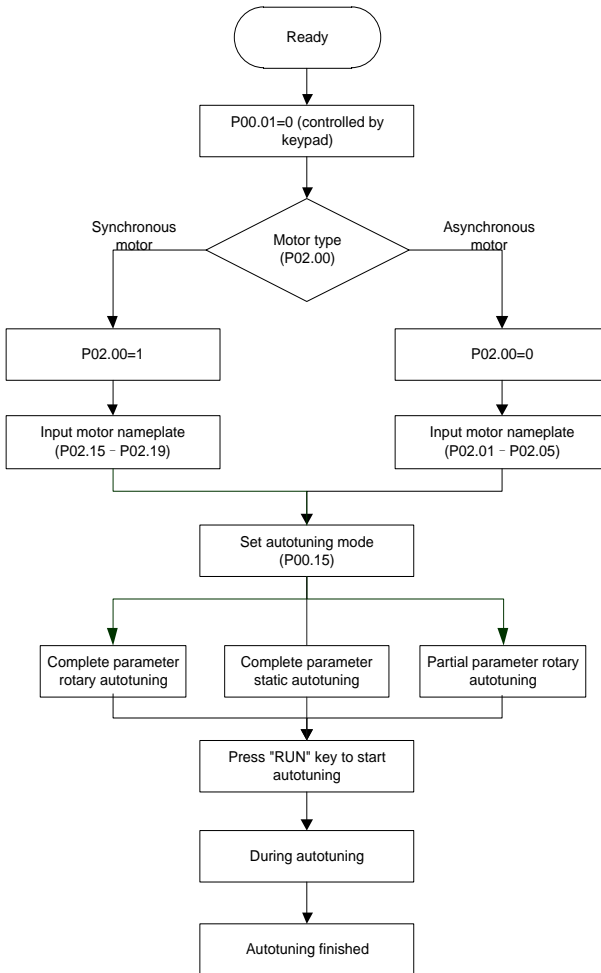 Ready
P00.01=0 (controlled by
keypad)
Synchronous
motor
Motor type
(P02.00)
Asynchronous
motor
P02.00=1
P02.00=0
Input motor nameplate
(P02.15–P02.19)
Input motor nameplate
(P02.01–P02.05)
Set autotuning mode
(P00.15)
Complete parameter
rotary autotuning
Complete parameter
static autotuning
Partial parameter rotary
autotuning
Press "RUN" key to start
autotuning
During autotuning
Autotuning finished